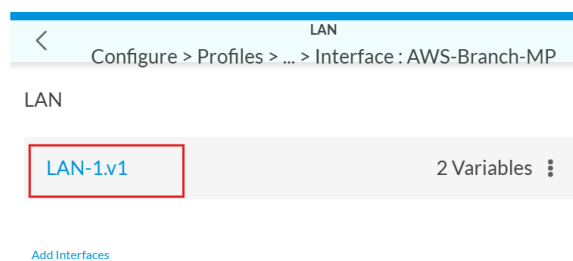 LAN
Configure > Profiles > ... > Interface : AWS-Branch-MP
LAN
LAN-1.v1 2 Variables
Add Interfaces